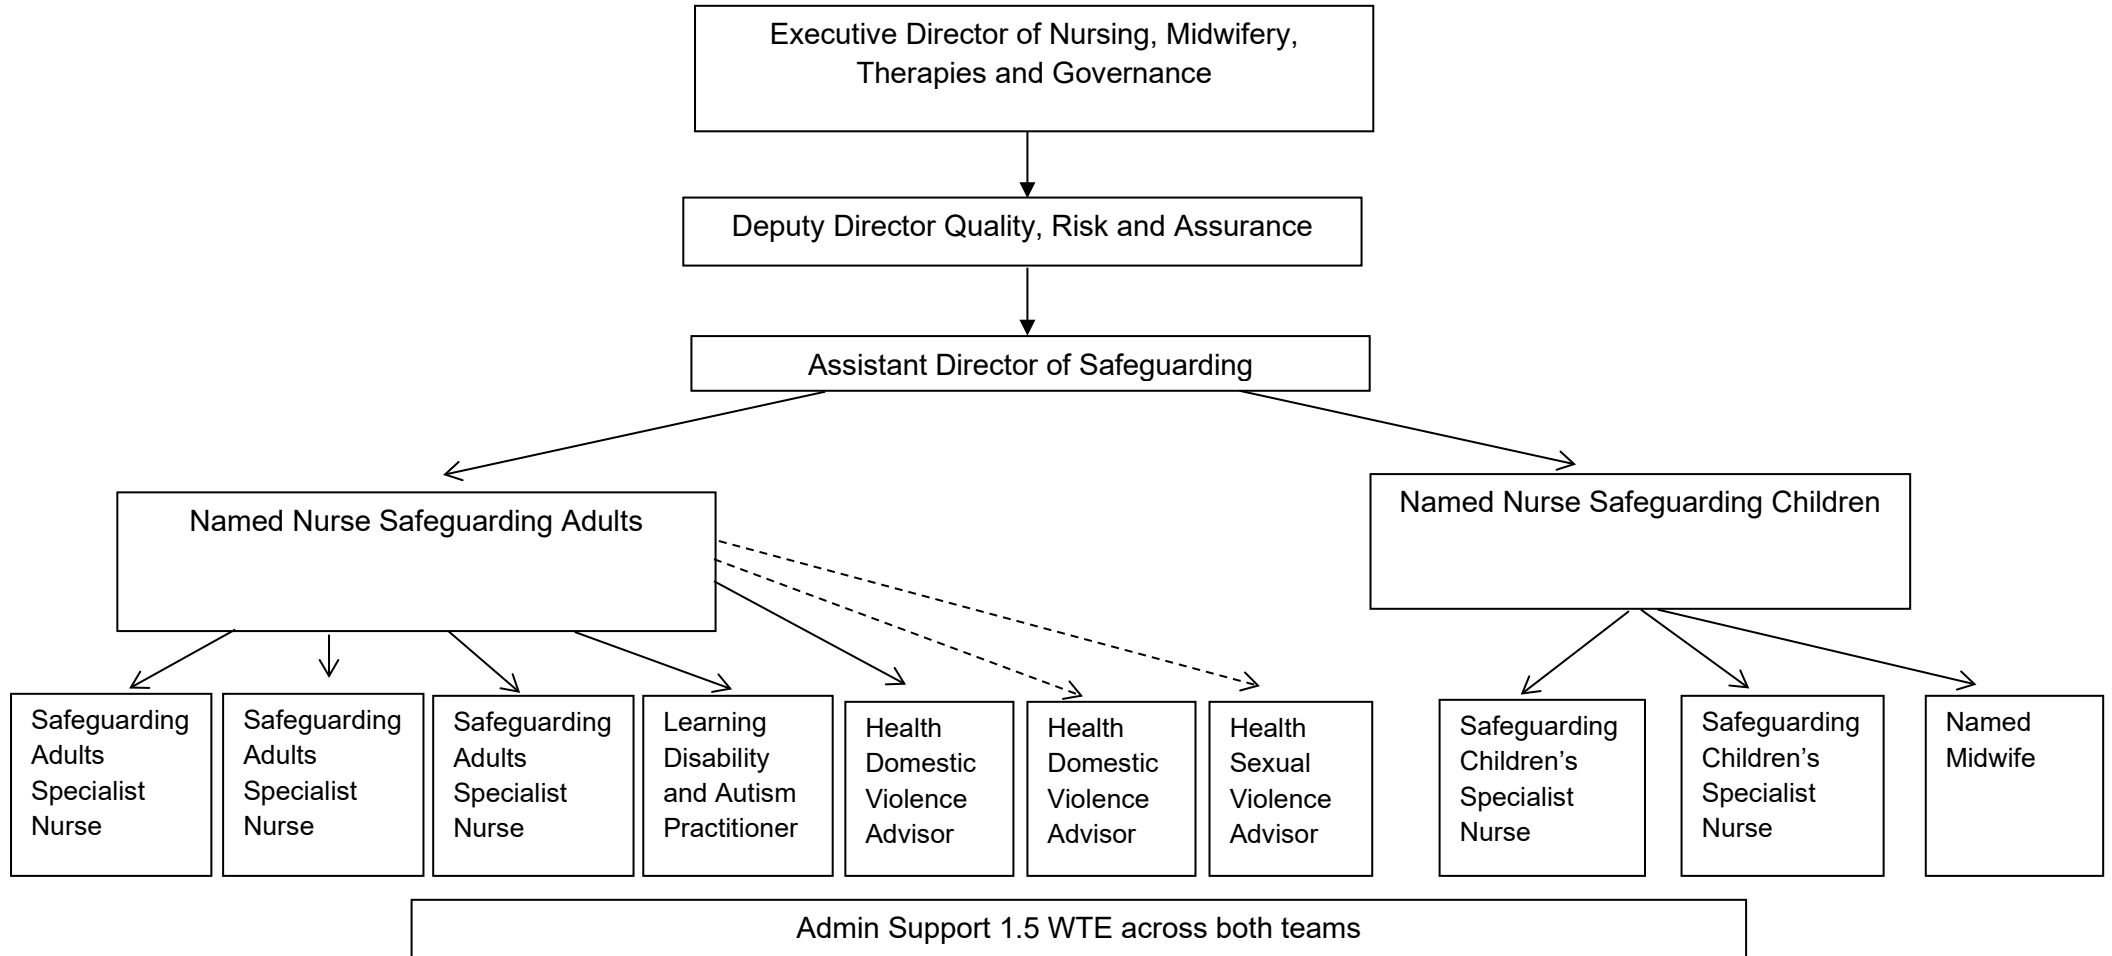 Executive Director of Nursing, Midwifery,
Therapies and Governance
Deputy Director Quality, Risk and Assurance
Assistant Director of Safeguarding
Named Nurse Safeguarding Adults
Named Nurse Safeguarding Children
Safeguarding
Adults
Specialist
Nurse
Safeguarding
Adults
Specialist
Nurse
Safeguarding
Adults
Specialist
Nurse
Learning
Disability
and Autism
Practitioner
Health
Domestic
Violence
Advisor
Health
Domestic
Violence
Advisor
Health
Sexual
Violence
Advisor
Safeguarding
Children’s
Specialist
Nurse
Safeguarding
Children’s
Specialist
Nurse
Named
Midwife
Admin Support 1.5 WTE across both teams